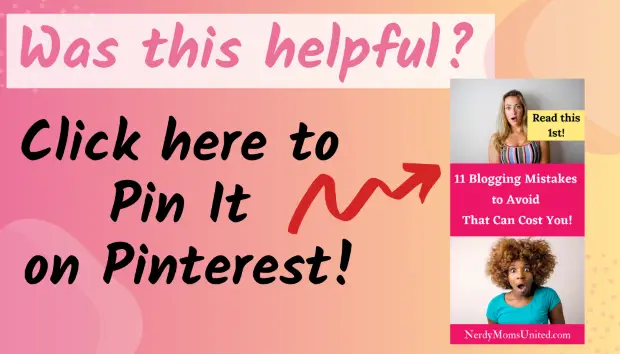 Was this helpful?
Click here to
Pin It
on Pinterest!
Read this
1st!
11 Blogging Mistakes
to Avoid
That Can Cost You!
NerdyMomsUnited.com